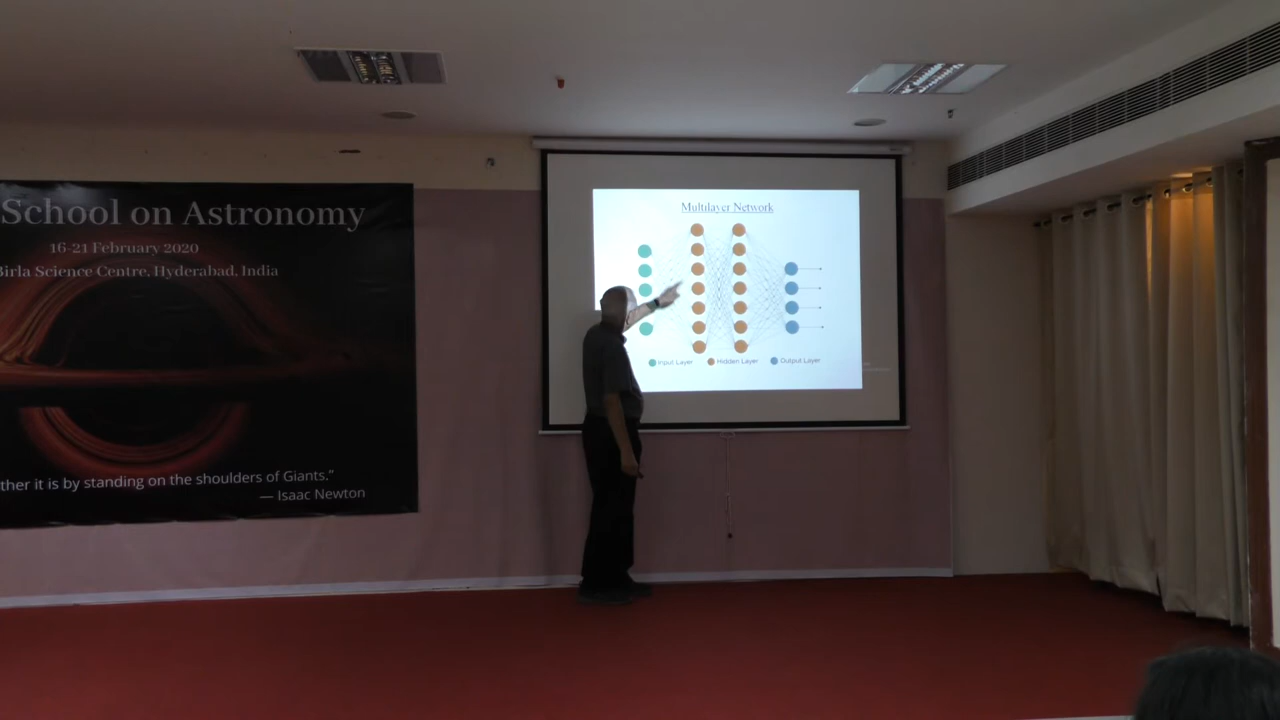 School on Astronomy
16-21 February 2020
Birla Science Centre, Hyderabad, India
ther it is by standing on the shoulders of Giants.”
— Isaac Newton
Multilayer Network
Input Layer
Hidden Layer
Output Layer